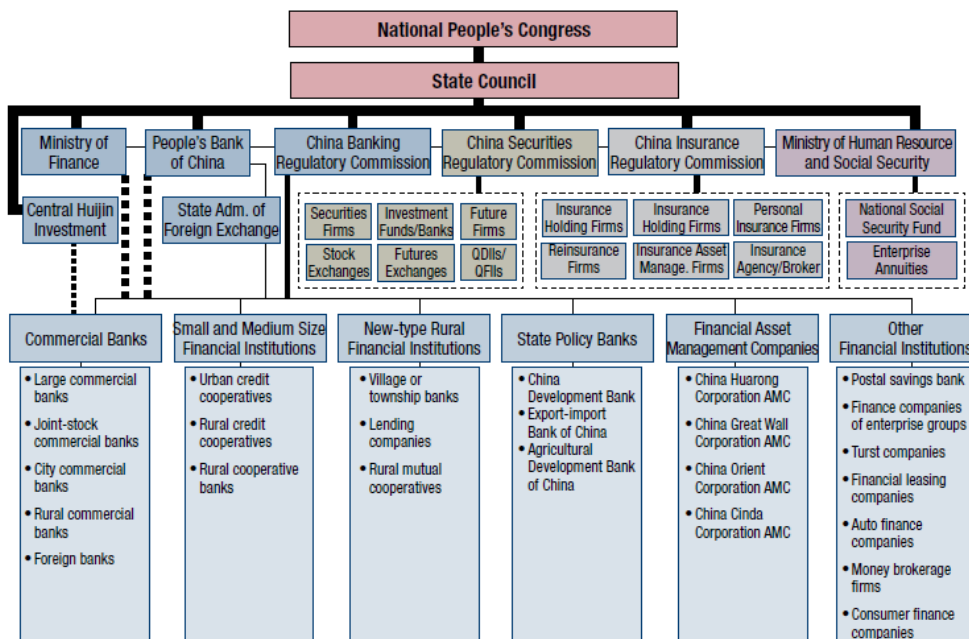 National People's Congress
State Council
Ministry of
Finance
People's Bank
of China
China Banking
Regulatory Commission
China Securities
Regulatory Commission
China Insurance
Regulatory Commission
Ministry of Human Resource
and Social Security
Central Huijin
Investment
State Adm. of
Foreign Exchange
Securities
Firms
Investment
Funds/Banks
Future
Firms
Stock
Exchanges
Futures
Exchanges
QDIIs/
QFIIs
Insurance
Holding Firms
Insurance
Holding Firms
Personal
Insurance Firms
Reinsurance
Firms
Insurance Asset
Manage. Firms
Insurance
Agency/Broker
National Social
Security Fund
Enterprise
Annuities
Commercial Banks
• Large commercial
banks
• Joint-stock
commercial banks
• City commercial
banks
• Rural commercial
banks
• Foreign banks
Small and Medium Size
Financial Institutions
• Urban credit
cooperatives
• Rural credit
cooperatives
• Rural cooperative
banks
New-type Rural
Financial Institutions
• Village or
township banks
• Lending
companies
• Rural mutual
cooperatives
State Policy Banks
• China
Development Bank
• Export-import
Bank of China
• Agricultural
Development Bank
of China
Financial Asset
Management Companies
• China Huarong
Corporation AMC
• China Great Wall
Corporation AMC
• China Orient
Corporation AMC
• China Cinda
Corporation AMC
Other
Financial Institutions
• Postal savings bank
• Finance companies
of enterprise groups
• Turst companies
• Financial leasing
companies
• Auto finance
companies
• Money brokerage
firms
• Consumer finance
companies